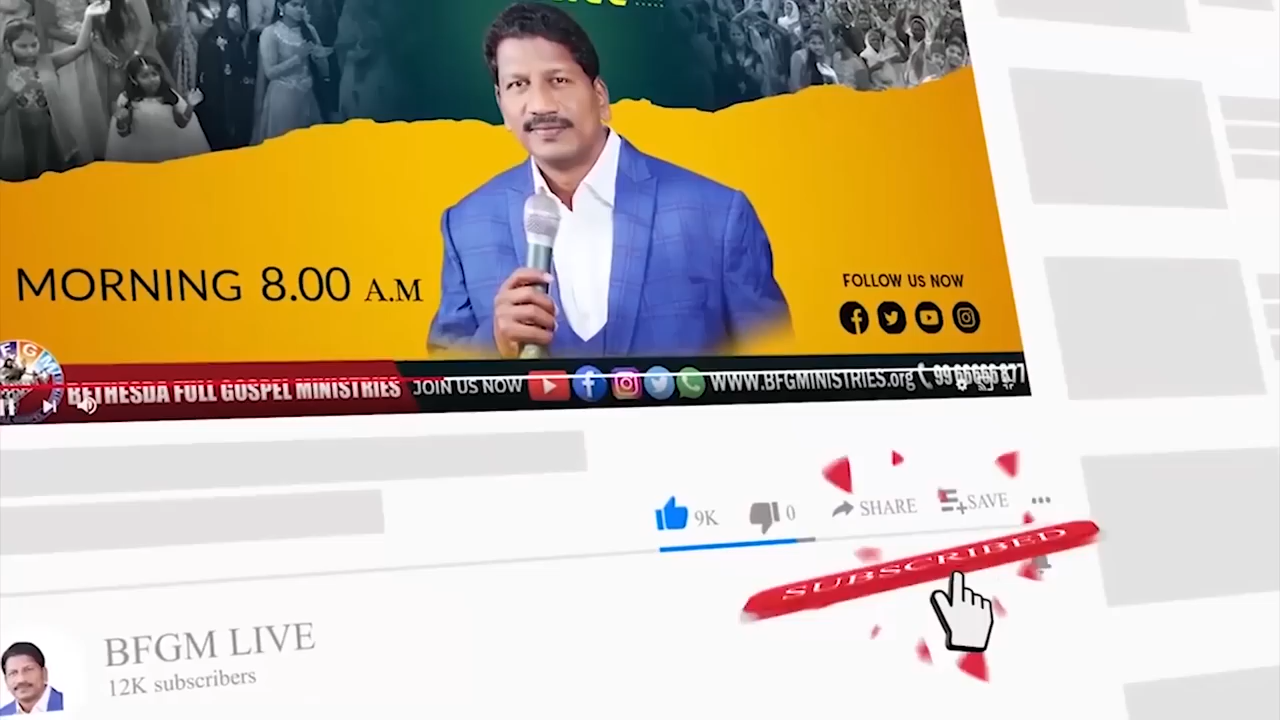 MORNING 8.00 A.M
FOLLOW US NOW
BETHESDA FULL GOSPEL MINISTRIES JOIN US NOW WWW.BFGMINISTRIES.org
9K 0 SHARE SAVE
SUBSCRIBED
BFGM LIVE
12K subscribers